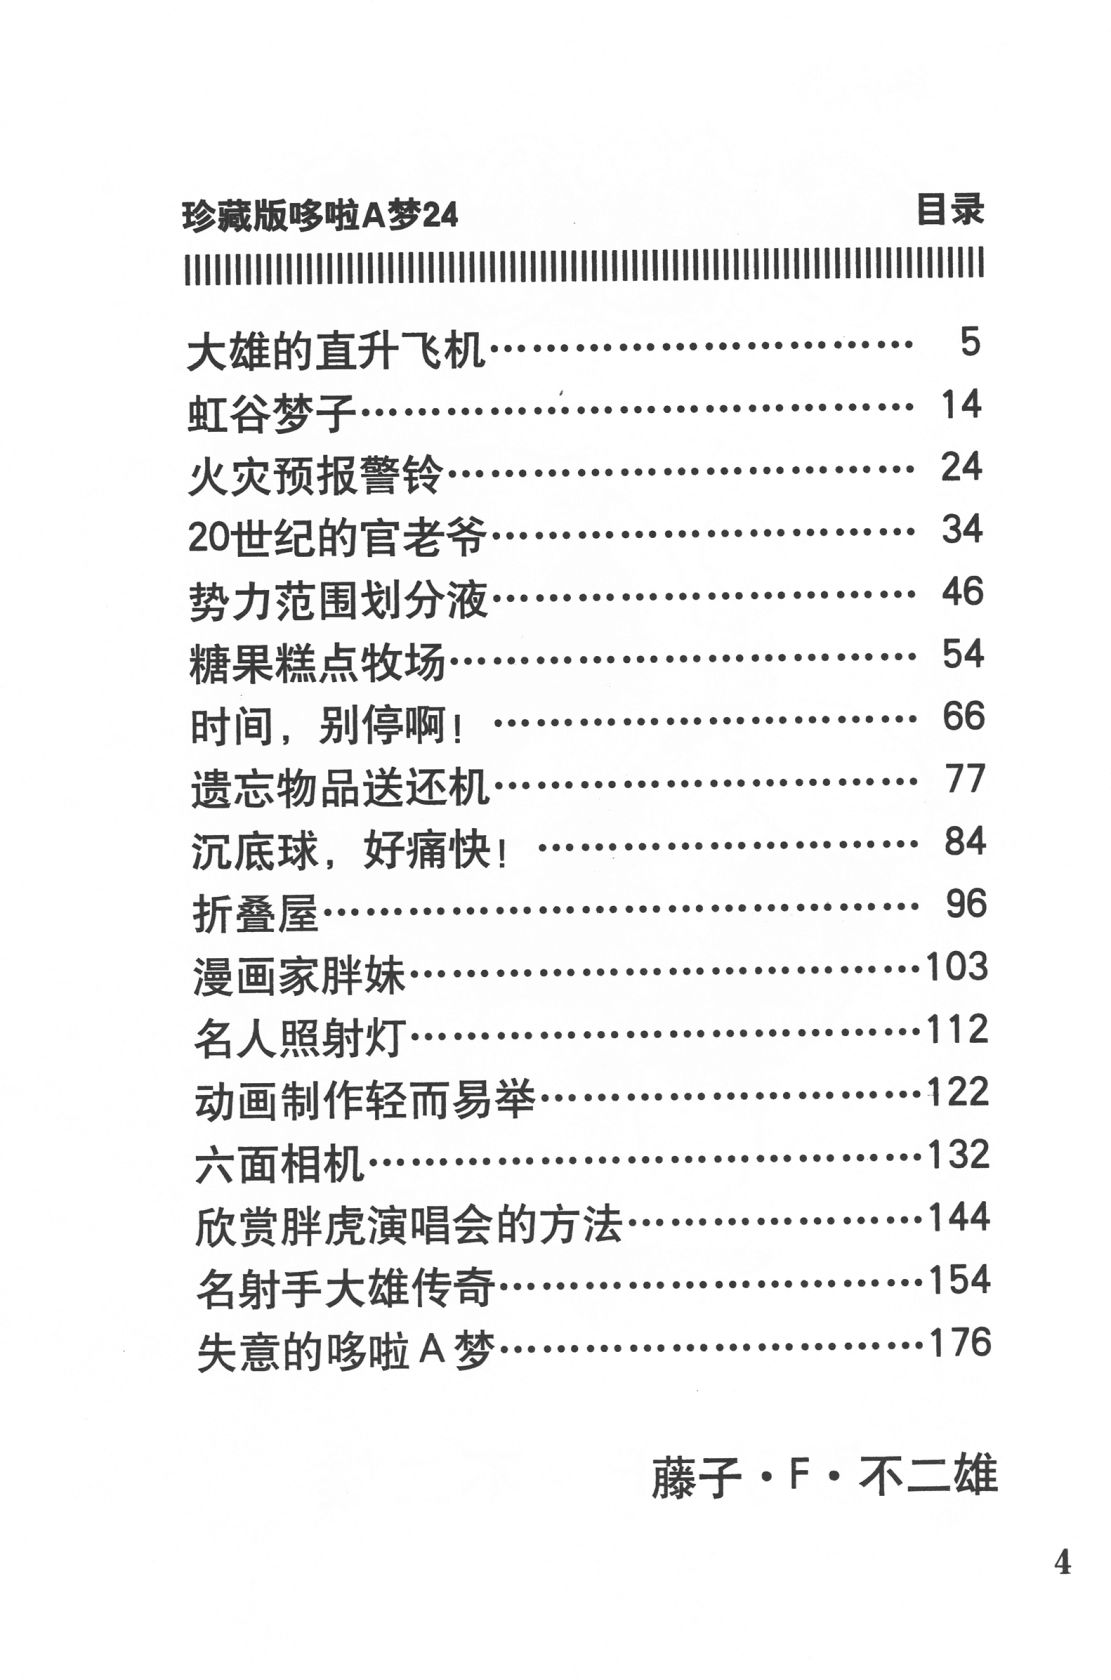 珍藏版哆啦A梦24 目录
大雄的直升飞机…………………………… 5
虹谷梦子…………………………………… 14
火灾预报警铃……………………………… 24
20世纪的官老爷…………………………… 34
势力范围划分液…………………………… 46
糖果糕点牧场……………………………… 54
时间，别停啊！…………………………… 66
遗忘物品送还机…………………………… 77
沉底球，好痛快！………………………… 84
折叠屋……………………………………… 96
漫画家胖妹…………………………………103
名人照射灯…………………………………112
动画制作轻而易举…………………………122
六面相机……………………………………132
欣赏胖虎演唱会的方法……………………144
名射手大雄传奇……………………………154
失意的哆啦A梦……………………………176
藤子·F·不二雄
4